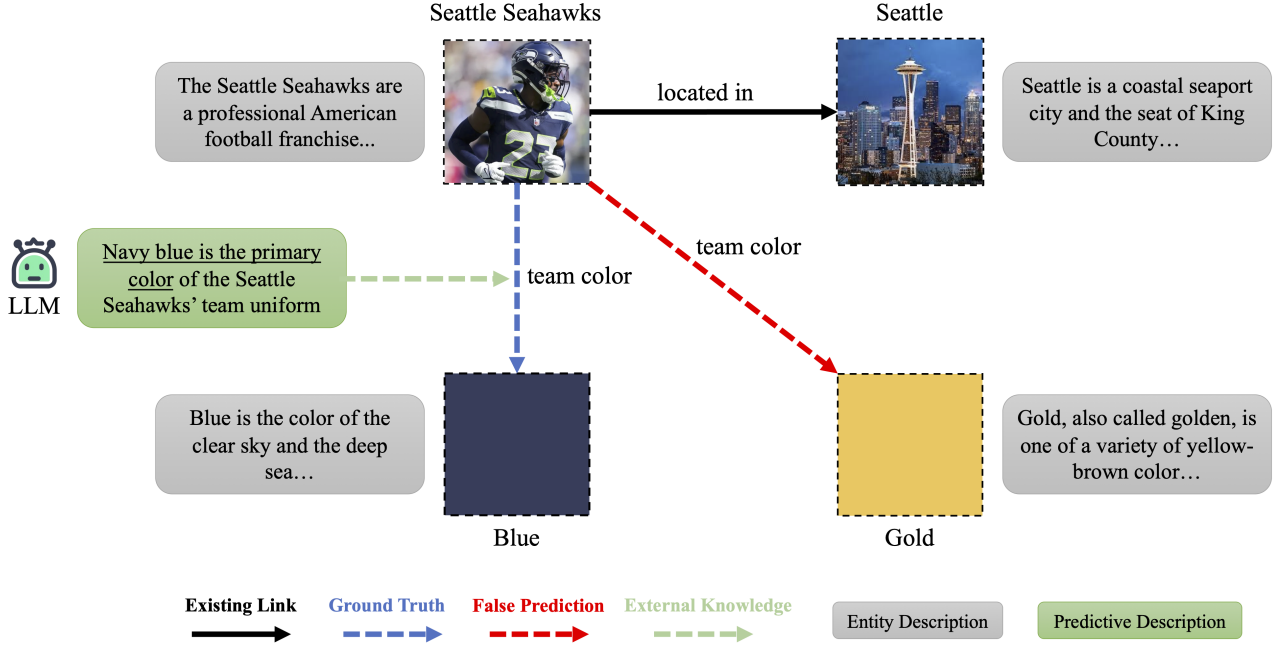 Seattle Seahawks
Seattle
The Seattle Seahawks are
a professional American
football franchise...
23
located in
Seattle is a coastal seaport
city and the seat of King
County…
Navy blue is the primary
color of the Seattle
Seahawks’ team uniform
LLM
team color
team color
Blue is the color of the
clear sky and the deep
sea…
Gold, also called golden, is
one of a variety of yellow-
brown color…
Blue
Gold
Existing Link
Ground Truth
False Prediction
External Knowledge
Entity Description
Predictive Description